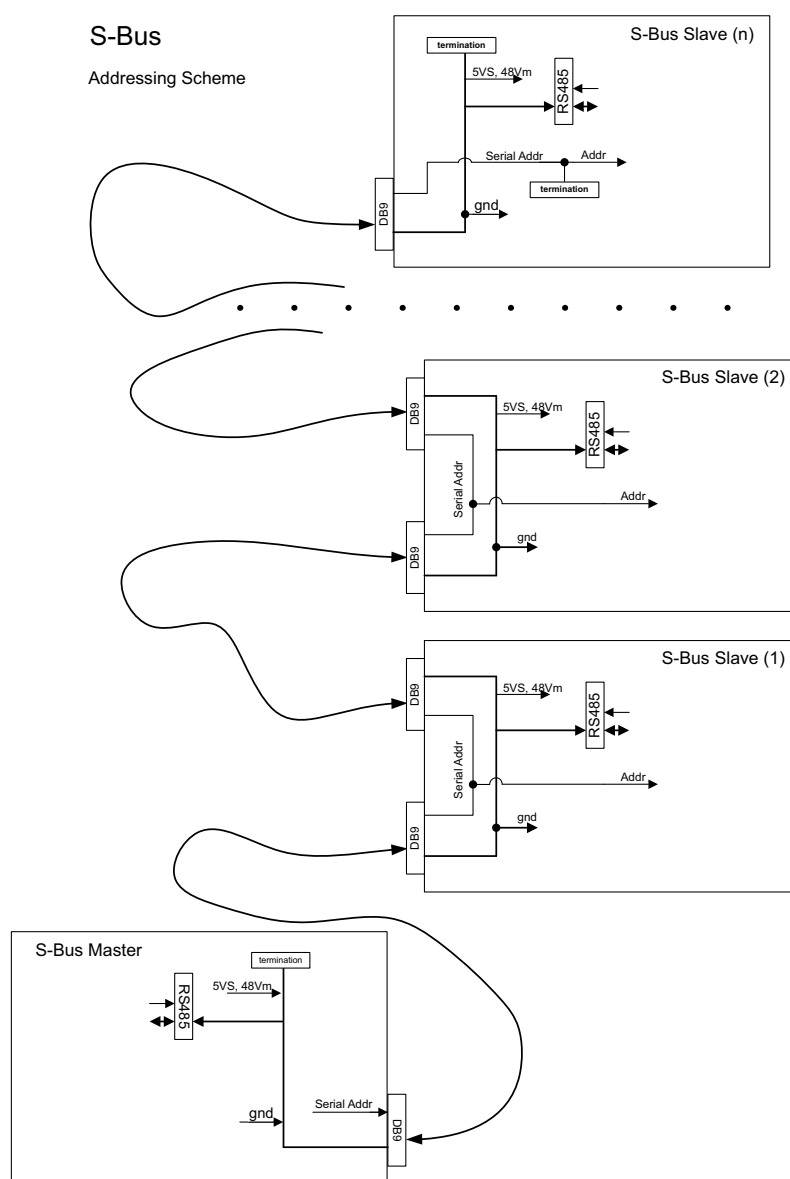 S-Bus
Addressing Scheme
S-Bus Slave (n)
termination
5VS, 48Vm
RS485
Serial Addr
Addr
termination
DB9
gnd
S-Bus Slave (2)
DB9
5VS, 48Vm
RS485
Serial Addr
Addr
DB9
gnd
S-Bus Slave (1)
DB9
5VS, 48Vm
RS485
Serial Addr
Addr
DB9
gnd
S-Bus Master
termination
RS485
5VS, 48Vm
Serial Addr
gnd
DB9